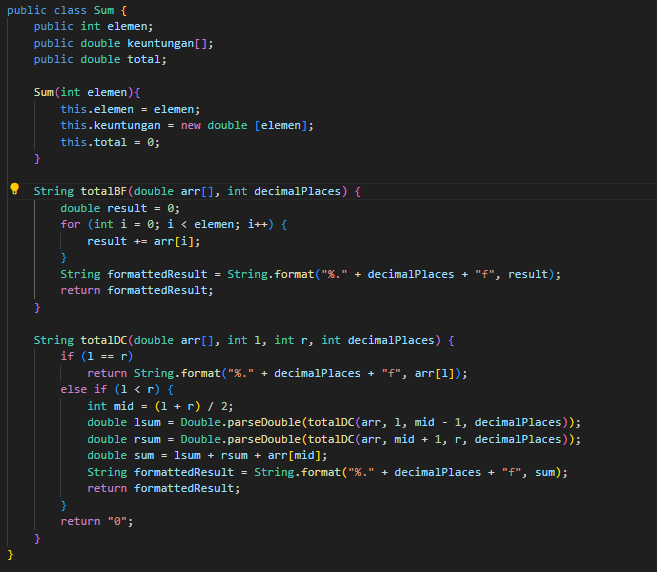 public class Sum {
    public int elemen;
    public double keuntungan[];
    public double total;

    Sum(int elemen){
        this.elemen = elemen;
        this.keuntungan = new double [elemen];
        this.total = 0;
    }

    String totalBF(double arr[], int decimalPlaces) {
        double result = 0;
        for (int i = 0; i < elemen; i++) {
            result += arr[i];
        }
        String formattedResult = String.format("%." + decimalPlaces + "f", result);
        return formattedResult;
    }

    String totalDC(double arr[], int l, int r, int decimalPlaces) {
        if (l == r)
            return String.format("%." + decimalPlaces + "f", arr[l]);
        else if (l < r) {
            int mid = (l + r) / 2;
            double lsum = Double.parseDouble(totalDC(arr, l, mid - 1, decimalPlaces));
            double rsum = Double.parseDouble(totalDC(arr, mid + 1, r, decimalPlaces));
            double sum = lsum + rsum + arr[mid];
            String formattedResult = String.format("%." + decimalPlaces + "f", sum);
            return formattedResult;
        }
        return "0";
    }
}